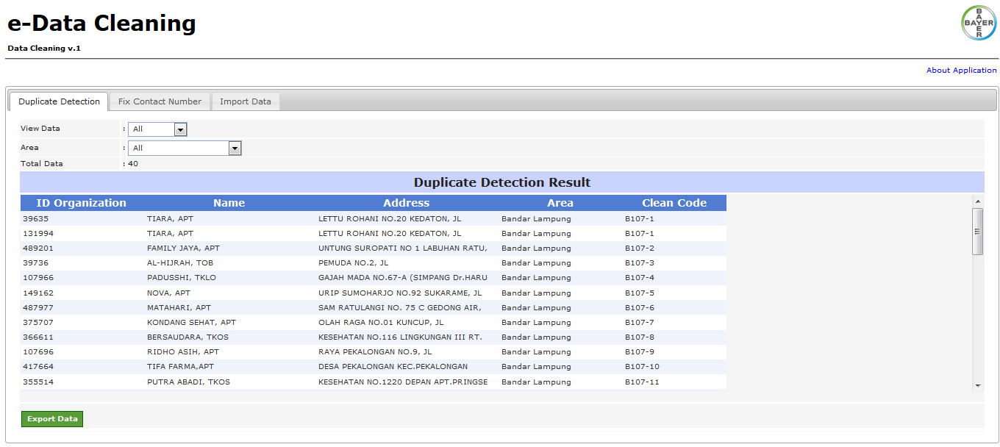 e-Data Cleaning
Data Cleaning v.1
BAYER
BAYER
About Application
Duplicate Detection Fix Contact Number Import Data
View Data : All
Area : All
Total Data : 40
Duplicate Detection Result
ID Organization Name Address Area Clean Code
39635 TIARA, APT LETTU ROHANI NO.20 KEDATON, JL Bandar Lampung B107-1
131994 TIARA, APT LETTU ROHANI NO.20 KEDATON, JL Bandar Lampung B107-1
489201 FAMILY JAYA, APT UNTUNG SUROPATI NO 1 LABUHAN RATU, Bandar Lampung B107-2
39736 AL-HIJRAH, TOB PEMUDA NO.2, JL Bandar Lampung B107-3
107966 PADUSSHI, TKLO GAJAH MADA NO.67-A (SIMPANG Dr.HARU Bandar Lampung B107-4
149162 NOVA, APT URIP SUMOHARJO NO.92 SUKARAME, JL Bandar Lampung B107-5
487977 MATAHARI, APT SAM RATULANGI NO. 75 C GEDONG AIR, Bandar Lampung B107-6
375707 KONDANG SEHAT, APT OLAH RAGA NO.01 KUNCUP, JL Bandar Lampung B107-7
366611 BERSAUDARA, TKOS KESEHATAN NO.116 LINGKUNGAN III RT. Bandar Lampung B107-8
107696 RIDHO ASIH, APT RAYA PEKALONGAN NO.9, JL Bandar Lampung B107-9
417664 TIFA FARMA,APT DESA PEKALONGAN KEC.PEKALONGAN Bandar Lampung B107-10
355514 PUTRA ABADI, TKOS KESEHATAN NO.1220 DEPAN APT.PRINGSE Bandar Lampung B107-11
Export Data